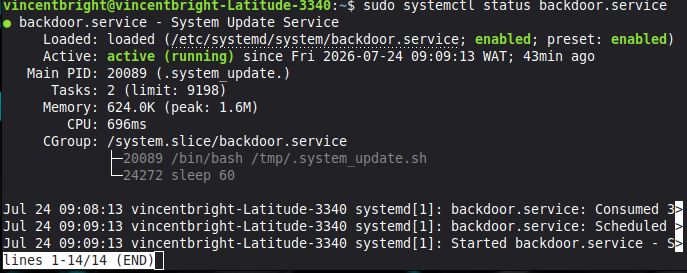 vincentbright@vincentbright-Latitude-3340:~$ sudo systemctl status backdoor.service
● backdoor.service - System Update Service
Loaded: loaded (/etc/systemd/system/backdoor.service; enabled; preset: enabled)
Active: active (running) since Fri 2026-07-24 09:09:13 WAT; 43min ago
Main PID: 20089 (.system_update.)
Tasks: 2 (limit: 9198)
Memory: 624.0K (peak: 1.6M)
CPU: 696ms
CGroup: /system.slice/backdoor.service
├─20089 /bin/bash /tmp/.system_update.sh
└─24272 sleep 60
Jul 24 09:08:13 vincentbright-Latitude-3340 systemd[1]: backdoor.service: Consumed 3>
Jul 24 09:09:13 vincentbright-Latitude-3340 systemd[1]: backdoor.service: Scheduled >
Jul 24 09:09:13 vincentbright-Latitude-3340 systemd[1]: Started backdoor.service - S>
lines 1-14/14 (END)